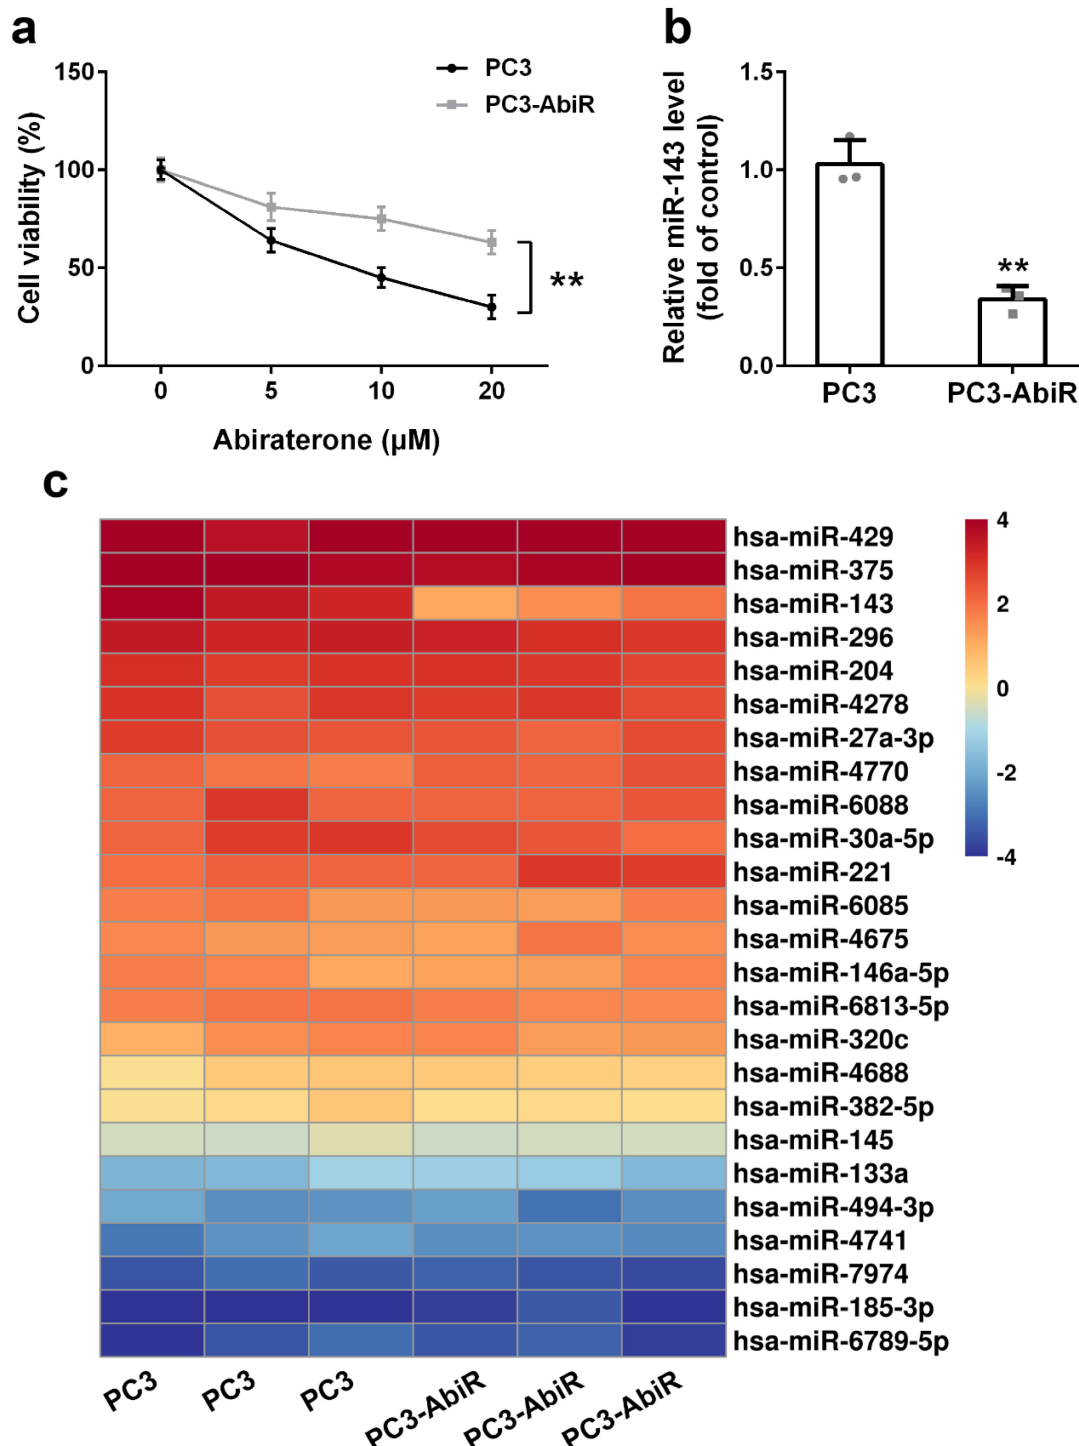 a
150
100
50
0
Cell viability (%)
0 5 10 20
Abiraterone (µM)
PC3
PC3-AbiR
**
b
1.5
1.0
0.5
0.0
Relative miR-143 level
(fold of control)
**
PC3 PC3-AbiR
c
hsa-miR-429
hsa-miR-375
hsa-miR-143
hsa-miR-296
hsa-miR-204
hsa-miR-4278
hsa-miR-27a-3p
hsa-miR-4770
hsa-miR-6088
hsa-miR-30a-5p
hsa-miR-221
hsa-miR-6085
hsa-miR-4675
hsa-miR-146a-5p
hsa-miR-6813-5p
hsa-miR-320c
hsa-miR-4688
hsa-miR-382-5p
hsa-miR-145
hsa-miR-133a
hsa-miR-494-3p
hsa-miR-4741
hsa-miR-7974
hsa-miR-185-3p
hsa-miR-6789-5p
4
2
0
-2
-4
PC3 PC3 PC3 PC3-AbiR PC3-AbiR PC3-AbiR